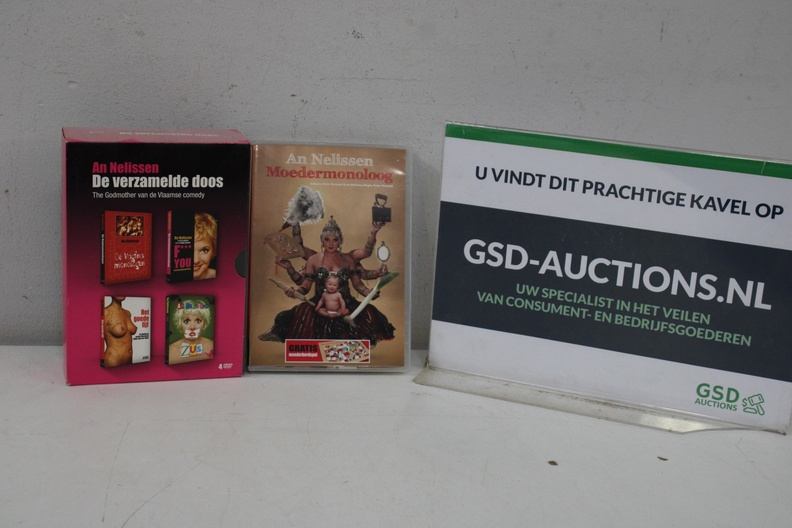 An Nelissen
De verzamelde doos
The Godmother van de Vlaamse comedy
De Vagina
monologen
F*** YOU
Het
goede
lijf
ZUS
4
An Nelissen
Moedermonoloog
GRATIS
U VINDT DIT PRACHTIGE KAVEL OP
GSD-AUCTIONS.NL
UW SPECIALIST IN HET VEILEN
VAN CONSUMENT- EN BEDRIJFSGOEDEREN
GSD
AUCTIONS